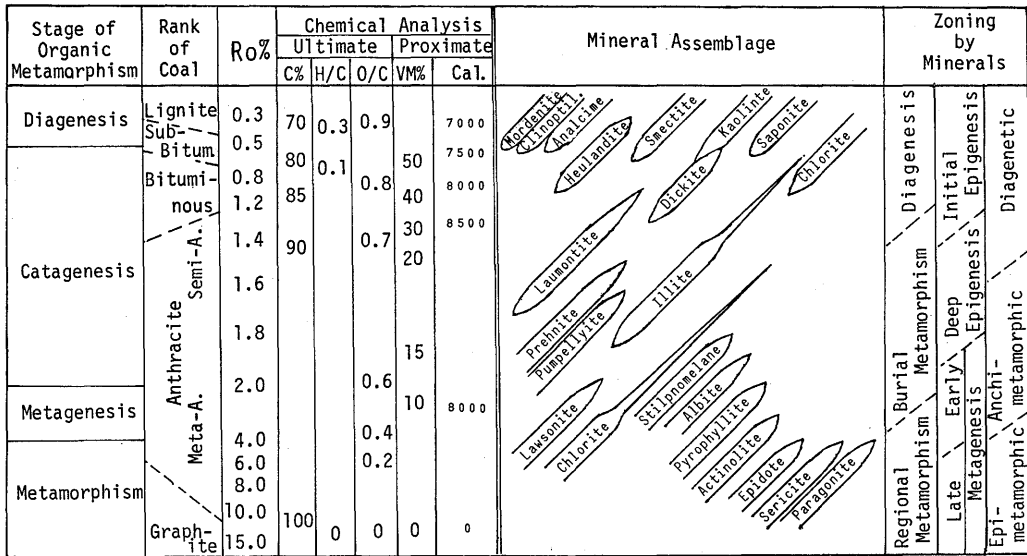 Stage of
Organic
Metamorphism
Rank
of
Coal
Ro%
Chemical Analysis
Ultimate
Proximate
C%
H/C
O/C
VM%
Cal.
Mineral Assemblage
Zoning
by
Minerals
Diagenesis
Catagenesis
Metagenesis
Metamorphism
Lignite
Sub-
Bitum
Bitumi-
nous
Semi-A.
Anthracite
Meta-A.
Graph-
ite
0.3
0.5
0.8
1.2
1.4
1.6
1.8
2.0
4.0
6.0
8.0
10.0
15.0
70
80
85
90
100
0.3
0.1
0
0.9
0.8
0.7
0.6
0.4
0.2
0
50
40
30
20
15
10
0
7000
7500
8000
8500
8000
0
Mordenite
Clinoptil.
Analcime
Heulandite
Smectite
Kaolinte
Saponite
Dickite
Chlorite
Laumontite
Illite
Prehnite
Pumpellyite
Lawsonite
Chlorite
Stilpnomelane
Albite
Pyrophyllite
Actinolite
Epidote
Sericite
Paragonite
Diagenesis
Burial
Metamorphism
Regional
Metamorphism
Initial
Epigenesis
Deep
Epigenesis
Early
Late
Metagenesis
Diagenetic
Anchi-
metamorphic
Epi-
metamorphic